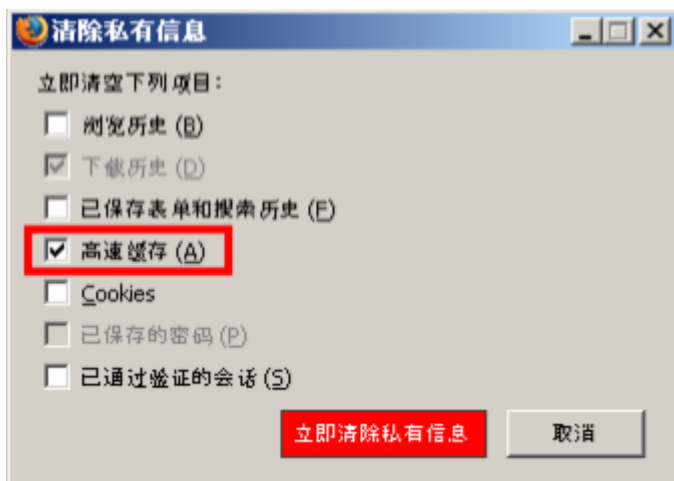 清除私有信息
立即清空下列项目:
浏览历史 (B)
下载历史 (D)
已保存表单和搜索历史 (F)
高速缓存 (A)
Cookies
已保存的密码 (P)
已通过验证的会话 (S)
立即清除私有信息
取消